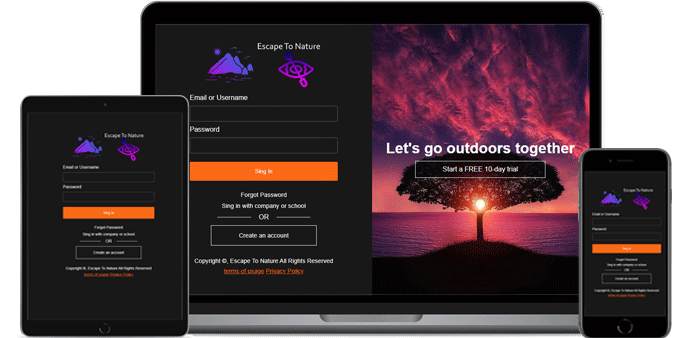 Escape To Nature
Email or Username
Password
Sing In
Forgot Password
Sing in with company or school
OR
Create an account
Copyright ©, Escape To Nature All Rights Reserved
terms of usage Privacy Policy
Let's go outdoors together
Start a FREE 10-day trial
Escape To Nature
Email or Username
Password
Sing In
Forgot Password
Sing in with company or school
OR
Create an account
Copyright ©, Escape To Nature All Rights Reserved
terms of usage Privacy Policy
Escape To Nature
Email or Username
Password
Sing In
Forgot Password
Sing in with company or school
OR
Create an account
Copyright ©, Escape To Nature All Rights Reserved
terms of usage Privacy Policy